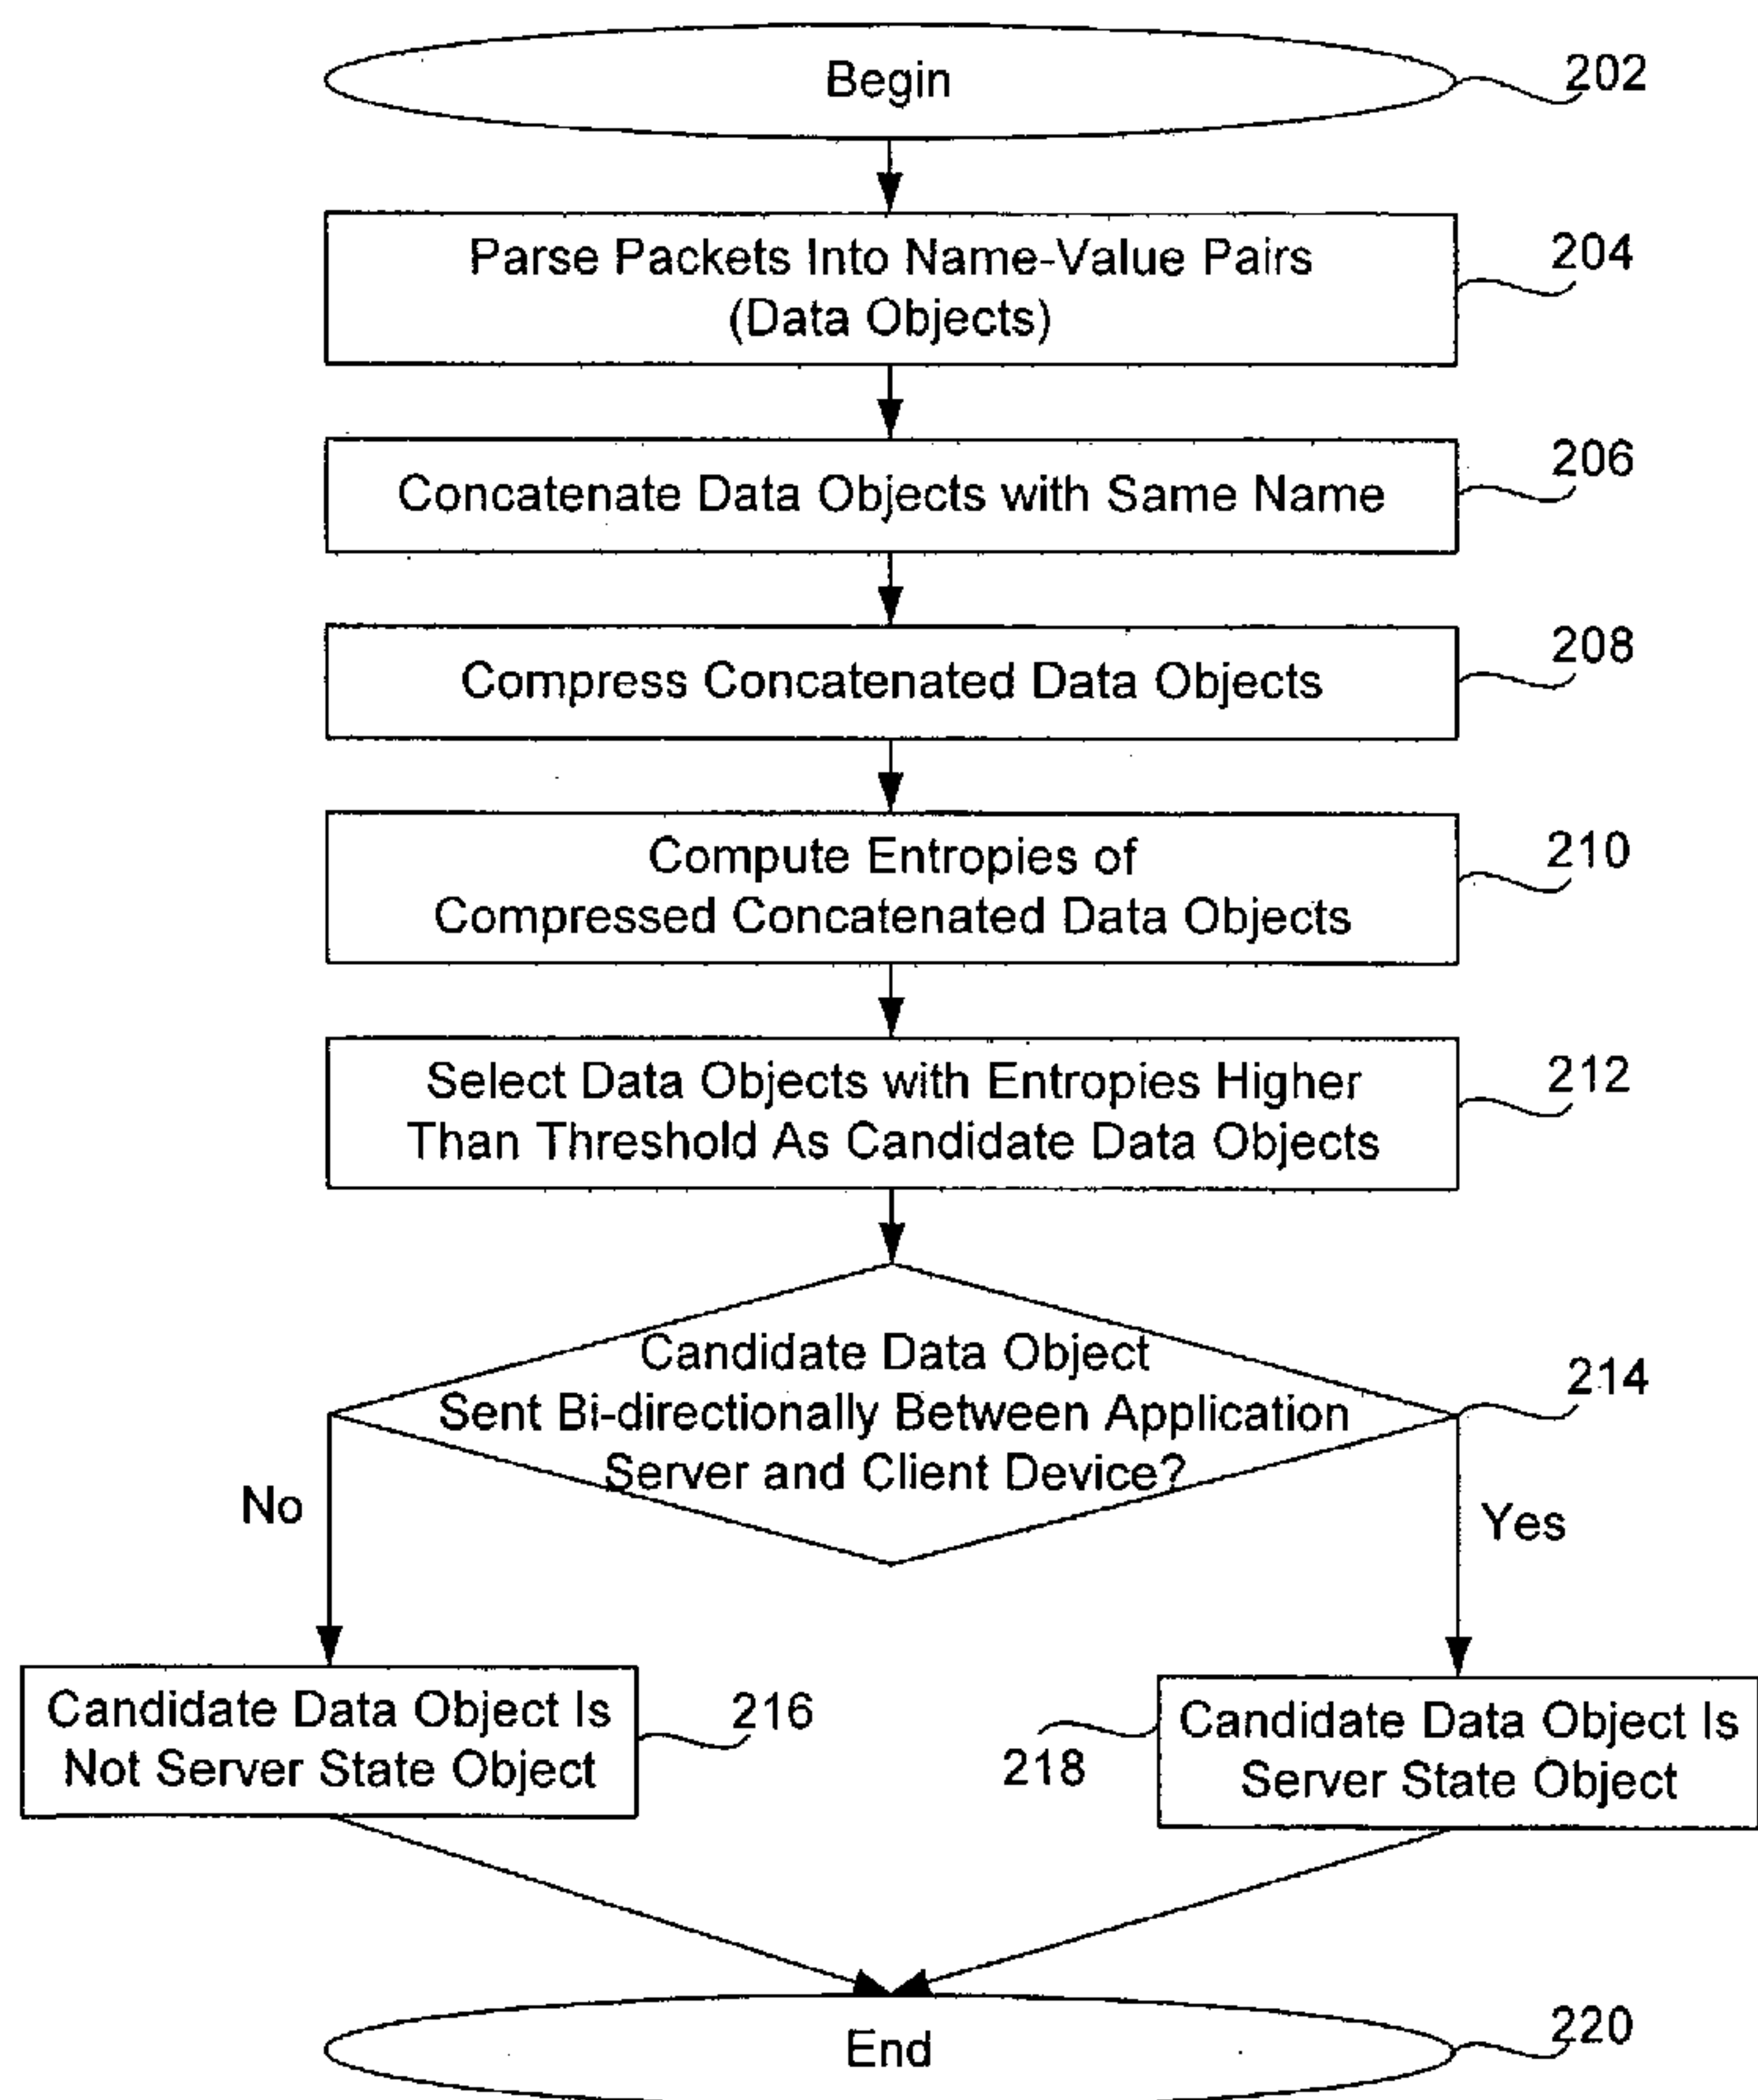 Begin
202
Parse Packets Into Name-Value Pairs
(Data Objects)
204
Concatenate Data Objects with Same Name
206
Compress Concatenated Data Objects
208
Compute Entropies of
Compressed Concatenated Data Objects
210
Select Data Objects with Entropies Higher
Than Threshold As Candidate Data Objects
212
Candidate Data Object
Sent Bi-directionally Between Application
Server and Client Device?
214
No
Yes
Candidate Data Object Is
Not Server State Object
216
218
Candidate Data Object Is
Server State Object
End
220